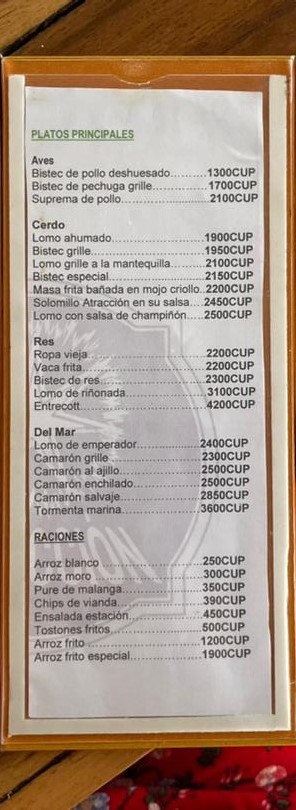 PLATOS PRINCIPALES
Aves
Bistec de pollo deshuesado..........1300CUP
Bistec de pechuga grille...............1700CUP
Suprema de pollo........................2100CUP
Cerdo
Lomo ahumado..........................1900CUP
Bistec grille.................................1950CUP
Lomo grille a la mantequilla.........2100CUP
Bistec especial............................2150CUP
Masa frita bañada en mojo criollo..2200CUP
Solomillo Atracción en su salsa....2450CUP
Lomo con salsa de champiñón....2500CUP
Res
Ropa vieja..................................2200CUP
Vaca frita....................................2200CUP
Bistec de res..............................2300CUP
Lomo de riñonada......................3100CUP
Entrecott....................................4200CUP
Del Mar
Lomo de emperador..................2400CUP
Camarón grille...........................2300CUP
Camarón al ajillo........................2500CUP
Camarón enchilado...................2500CUP
Camarón salvaje.......................2850CUP
Tormenta marina.......................3600CUP
RACIONES
Arroz blanco..............................250CUP
Arroz moro ...............................300CUP
Pure de malanga.......................350CUP
Chips de vianda........................390CUP
Ensalada estación.....................450CUP
Tostones fritos..........................500CUP
Arroz frito.................................1200CUP
Arroz frito especial....................1900CUP